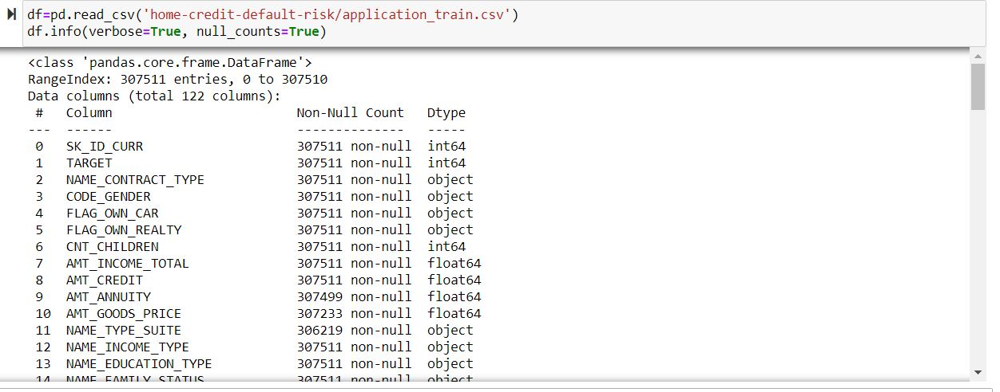 df=pd.read_csv('home-credit-default-risk/application_train.csv')
df.info(verbose=True, null_counts=True)
<class 'pandas.core.frame.DataFrame'>
RangeIndex: 307511 entries, 0 to 307510
Data columns (total 122 columns):
 #   Column                        Non-Null Count   Dtype
---  ------                        --------------   -----
 0   SK_ID_CURR                    307511 non-null  int64
 1   TARGET                        307511 non-null  int64
 2   NAME_CONTRACT_TYPE            307511 non-null  object
 3   CODE_GENDER                   307511 non-null  object
 4   FLAG_OWN_CAR                  307511 non-null  object
 5   FLAG_OWN_REALTY               307511 non-null  object
 6   CNT_CHILDREN                  307511 non-null  int64
 7   AMT_INCOME_TOTAL              307511 non-null  float64
 8   AMT_CREDIT                    307511 non-null  float64
 9   AMT_ANNUITY                   307499 non-null  float64
 10  AMT_GOODS_PRICE               307233 non-null  float64
 11  NAME_TYPE_SUITE               306219 non-null  object
 12  NAME_INCOME_TYPE              307511 non-null  object
 13  NAME_EDUCATION_TYPE           307511 non-null  object
 14  NAME_FAMILY_STATUS            307511 non-null  object